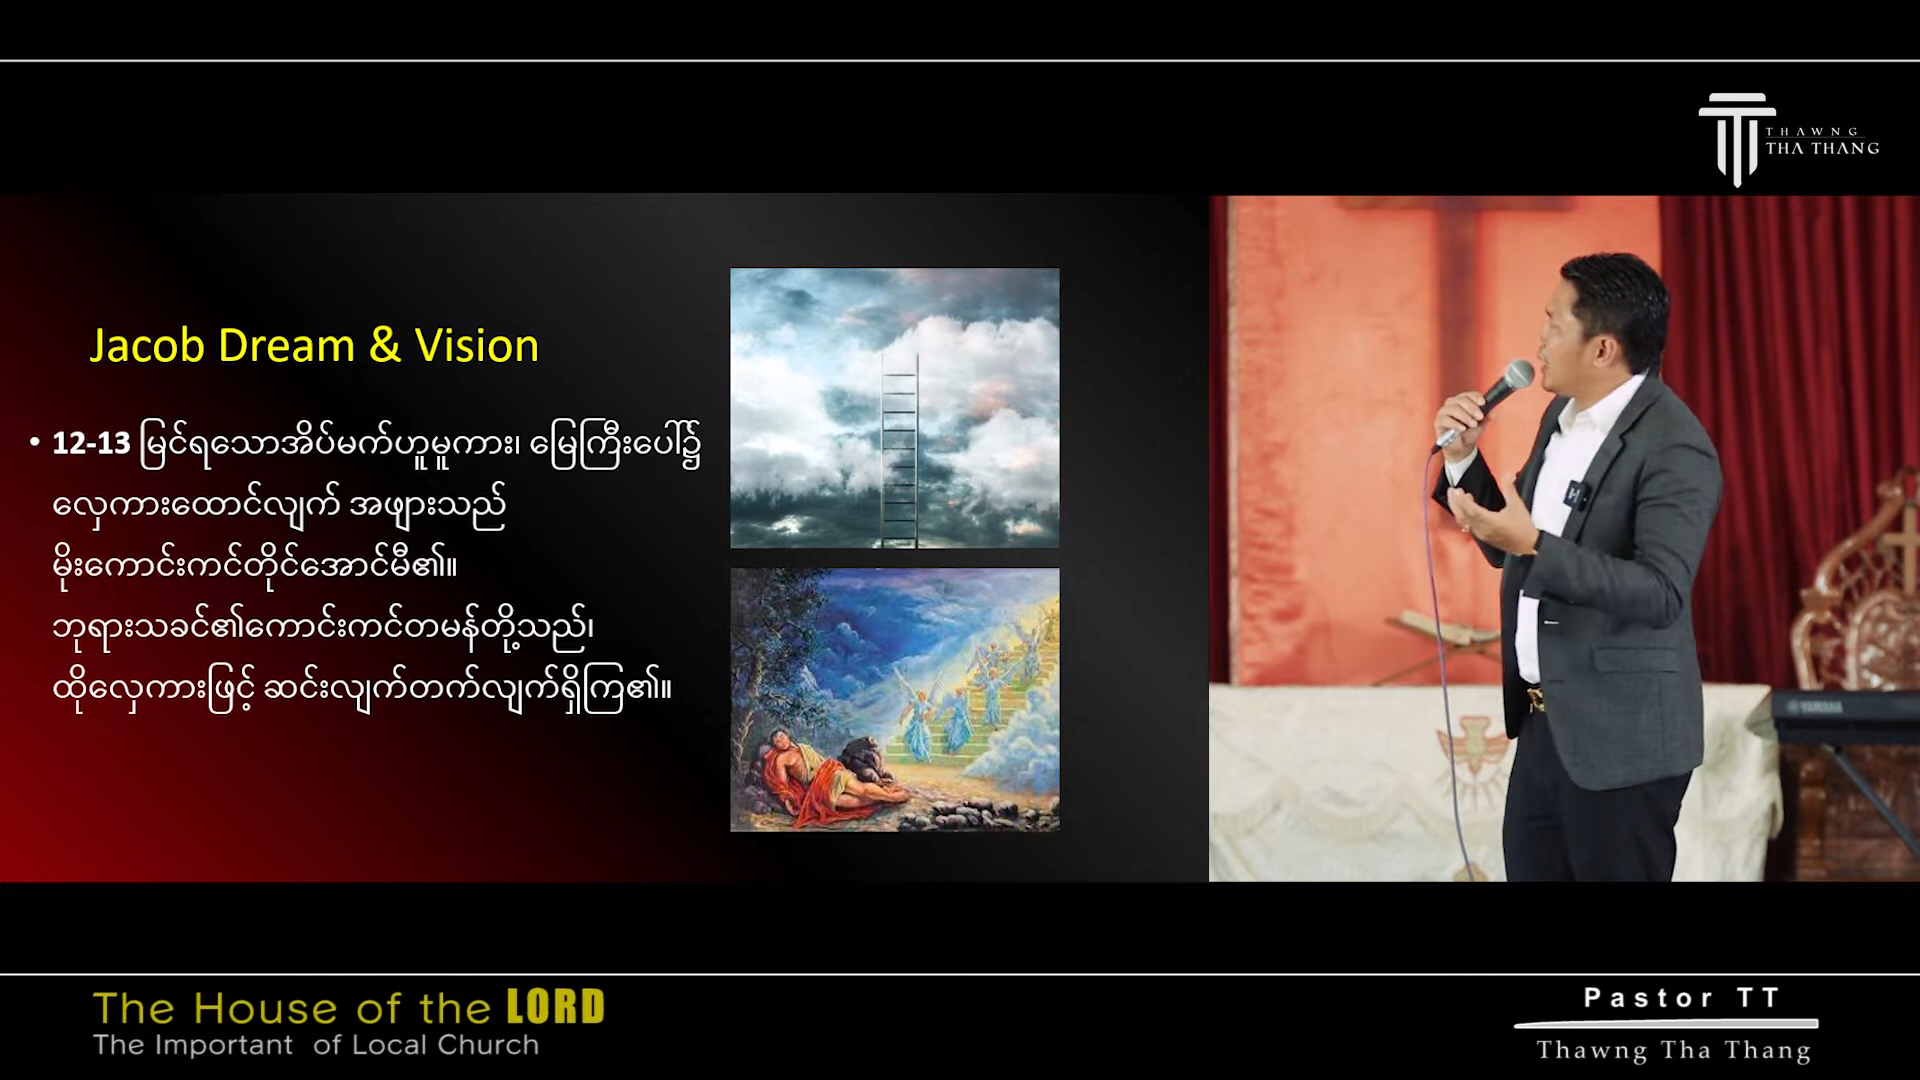 THAWNG
THA THANG
Jacob Dream & Vision
• 12-13 မြင်ရသောအိပ်မက်ဟူမူကား၊ မြေကြီးပေါ်၌
လှေကားထောင်လျက် အဖျားသည်
မိုးကောင်းကင်တိုင်အောင်မီ၏။
ဘုရားသခင်၏ကောင်းကင်တမန်တို့သည်၊
ထိုလှေကားဖြင့် ဆင်းလျက်တက်လျက်ရှိကြ၏။
YAMAHA
The House of the LORD
The Important of Local Church
Pastor TT
Thawng Tha Thang